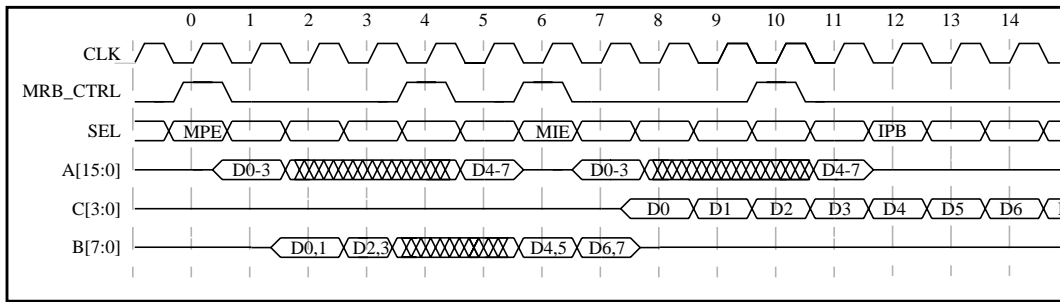 0 1 2 3 4 5 6 7 8 9 10 11 12 13 14
CLK
MRB_CTRL
SEL MPE MIE IPB
A[15:0] D0-3 D4-7 D0-3 D4-7
C[3:0] D0 D1 D2 D3 D4 D5 D6
B[7:0] D0,1 D2,3 D4,5 D6,7